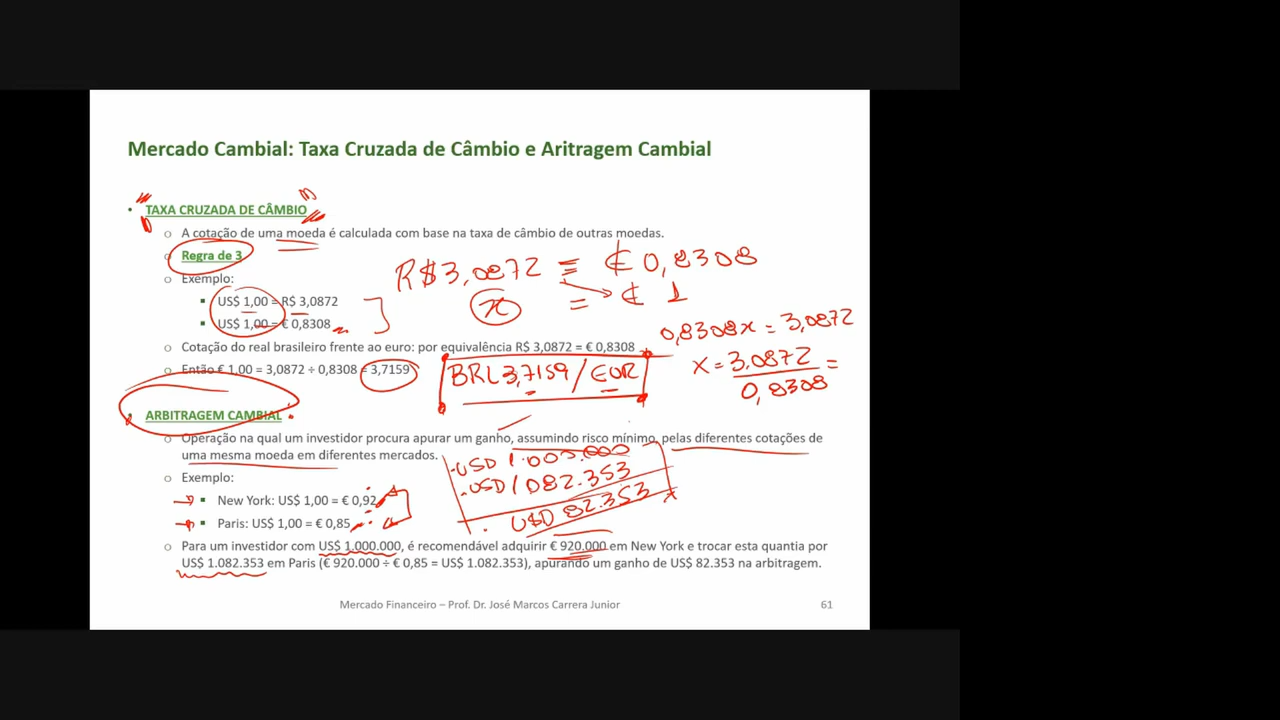 Mercado Cambial: Taxa Cruzada de Câmbio e Aritragem Cambial
• TAXA CRUZADA DE CÂMBIO
o A cotação de uma moeda é calculada com base na taxa de câmbio de outras moedas.
o Regra de 3
o Exemplo:
▪ US$ 1,00 = R$ 3,0872
▪ US$ 1,00 = € 0,8308
R$3,0872 = € 0,8308
x = € 1
0,8308x = 3,0872
x = 3,0872
0,8308 =
o Cotação do real brasileiro frente ao euro: por equivalência R$ 3,0872 = € 0,8308
o Então € 1,00 = 3,0872 ÷ 0,8308 = 3,7159
BRL 3,7159 / EUR
• ARBITRAGEM CAMBIAL
o Operação na qual um investidor procura apurar um ganho, assumindo risco mínimo, pelas diferentes cotações de
uma mesma moeda em diferentes mercados.
USD 1.000.000
USD 1 082.353
USD 82.353
o Exemplo:
▪ New York: US$ 1,00 = € 0,92
▪ Paris: US$ 1,00 = € 0,85
o Para um investidor com US$ 1.000.000, é recomendável adquirir € 920.000 em New York e trocar esta quantia por
US$ 1.082.353 em Paris (€ 920.000 ÷ € 0,85 = US$ 1.082.353), apurando um ganho de US$ 82.353 na arbitragem.
Mercado Financeiro – Prof. Dr. José Marcos Carrera Junior
61